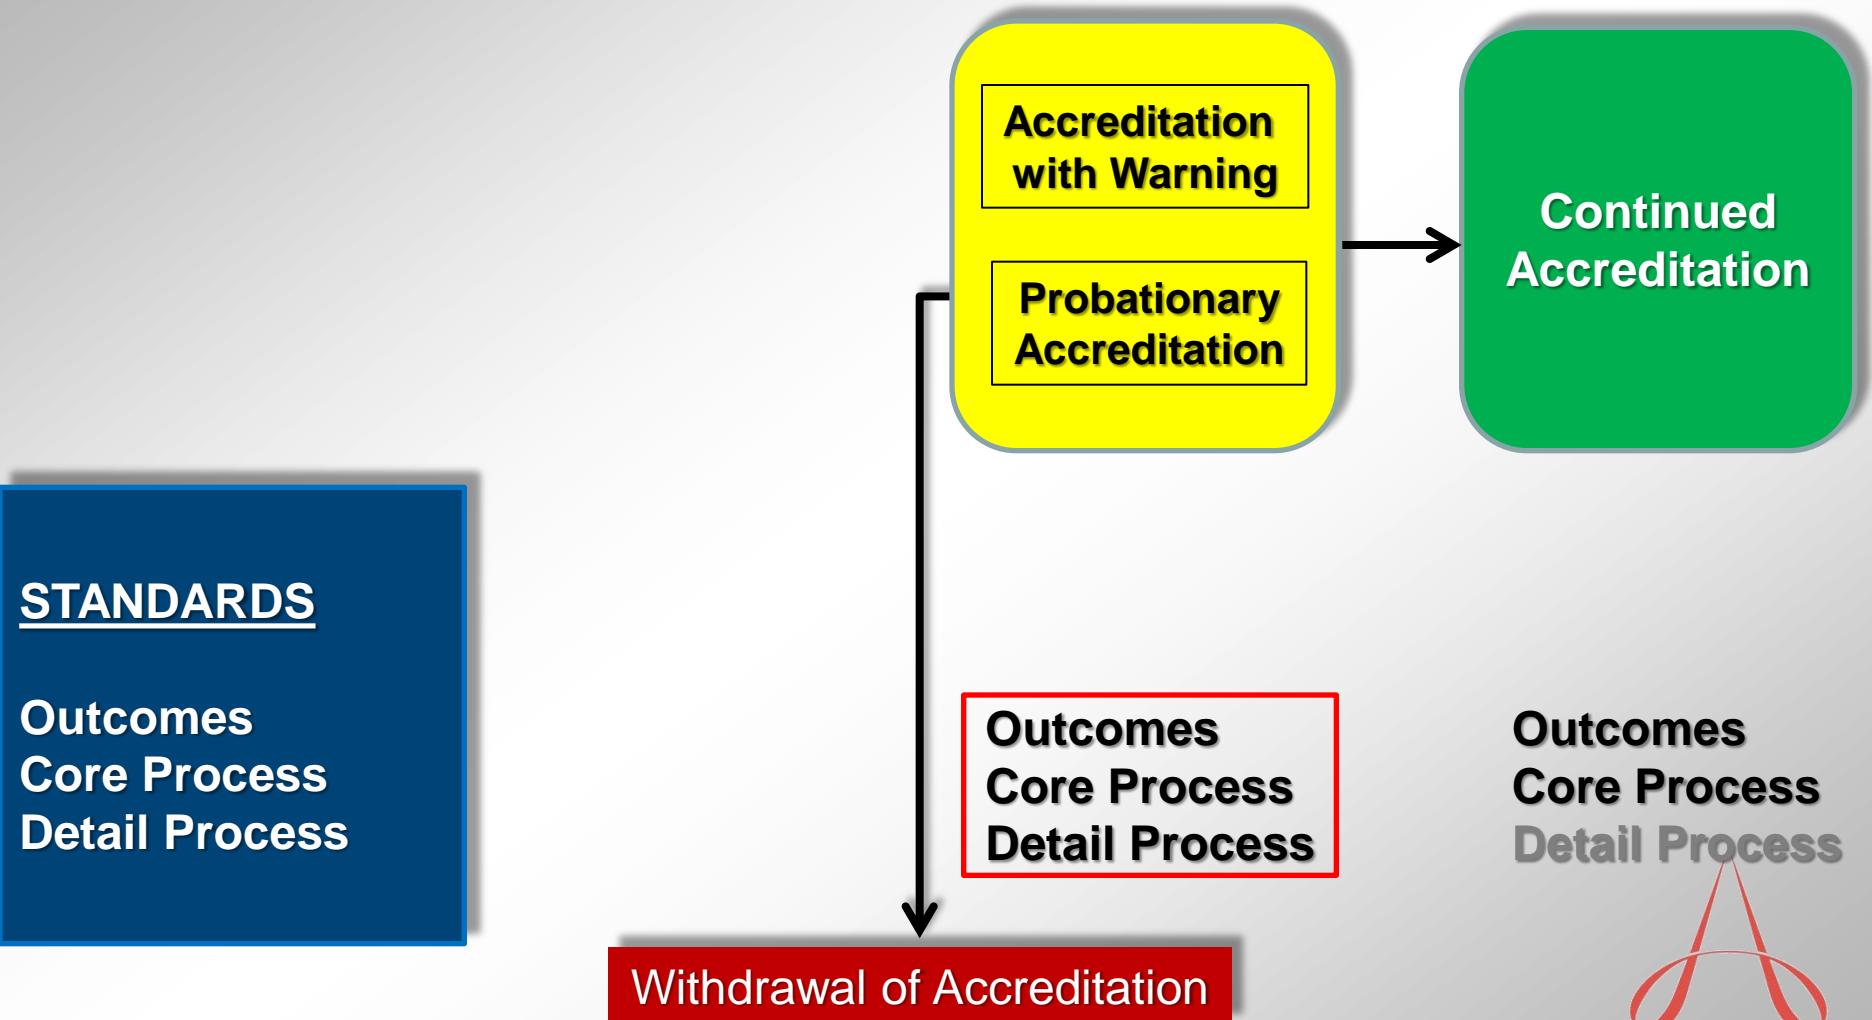 Accreditation
with Warning
Probationary
Accreditation
Continued
Accreditation
STANDARDS
Outcomes
Core Process
Detail Process
Outcomes
Core Process
Detail Process
Outcomes
Core Process
Detail Process
Withdrawal of Accreditation